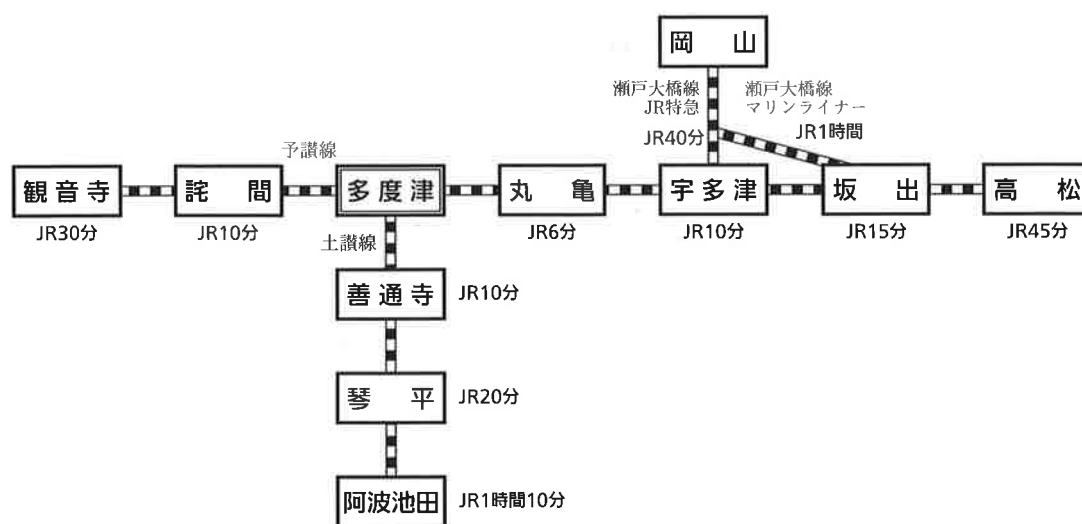 岡山
瀬戸大橋線
JR特急
瀬戸大橋線
マリンライナー
JR40分
JR1時間
予讃線
観音寺
詫間
多度津
丸亀
宇多津
坂出
高松
JR30分
JR10分
JR6分
JR10分
JR15分
JR45分
土讃線
善通寺
JR10分
琴平
JR20分
阿波池田
JR1時間10分